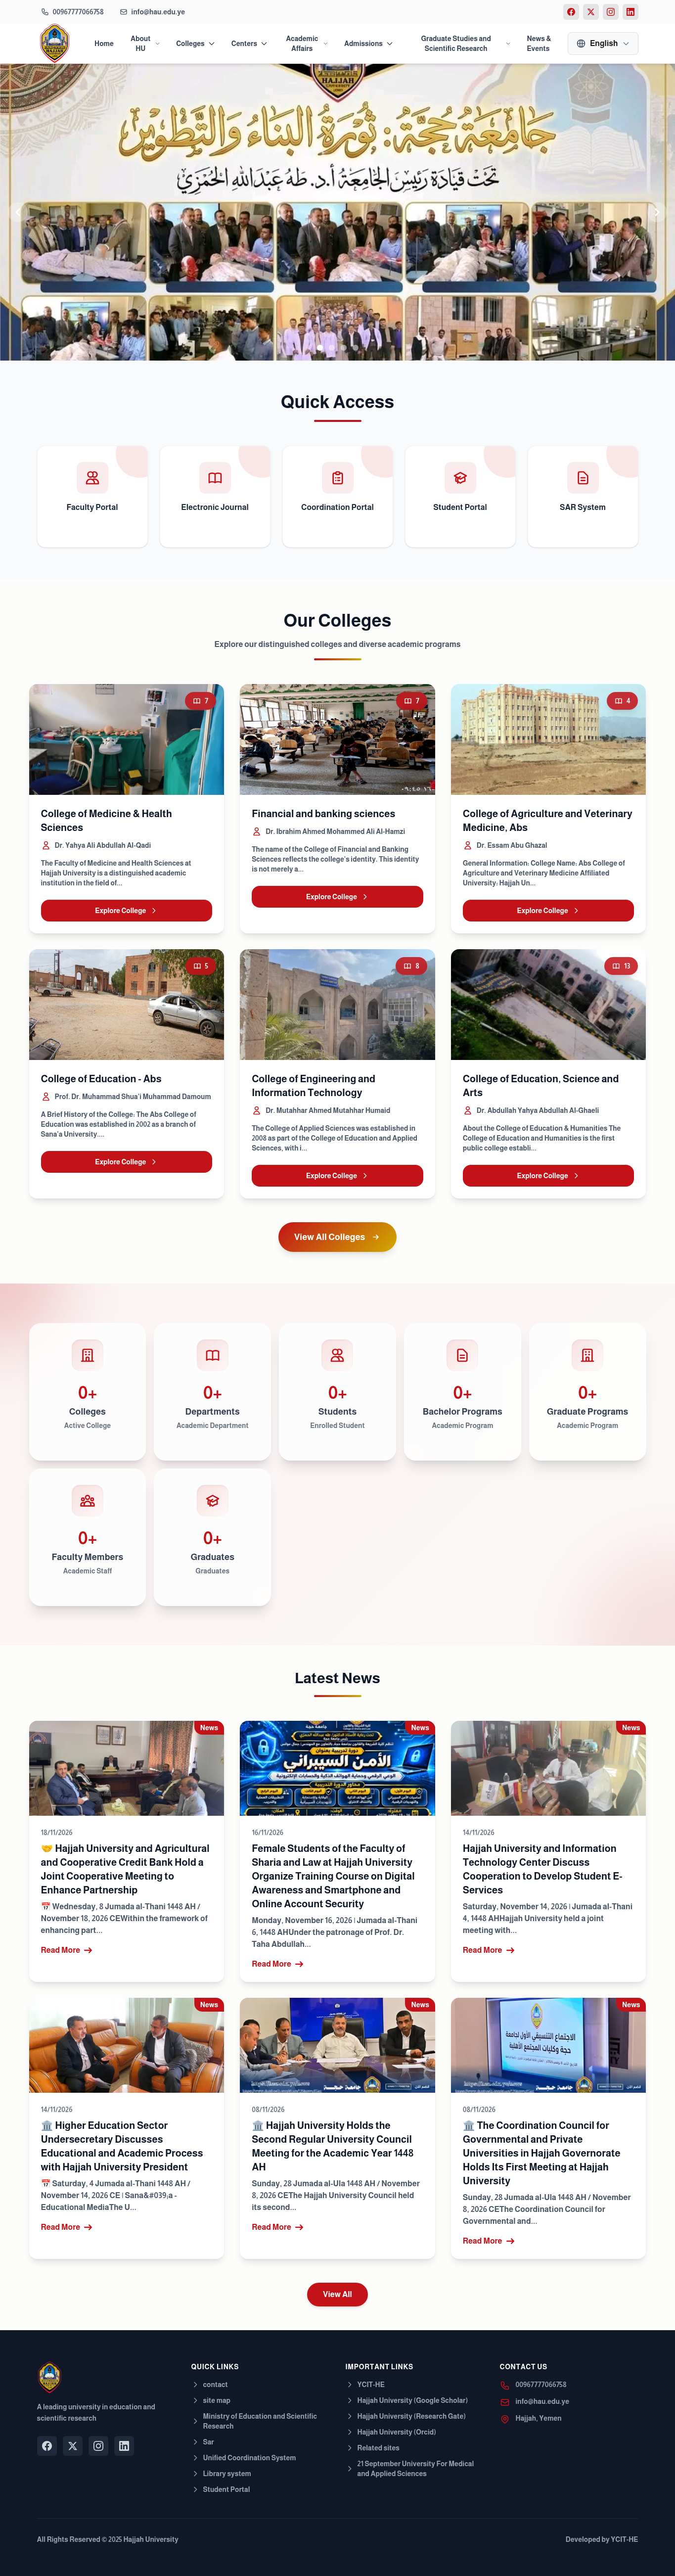 00967777066758
info@hau.edu.ye
HAJJAH
Home
About HU
Colleges
Centers
Academic Affairs
Admissions
Graduate Studies and Scientific Research
News & Events
English
HAJJAH
جامعة حجة: ثورة البناء والتطوير
تحت قيادة رئيس الجامعة أ.د. طه عبدالله الحمزي
Quick Access
Faculty Portal
Electronic Journal
Coordination Portal
Student Portal
SAR System
Our Colleges
Explore our distinguished colleges and diverse academic programs
7
College of Medicine & Health
Sciences
Dr. Yahya Ali Abdullah Al-Qadi
The Faculty of Medicine and Health Sciences at
Hajjah University is a distinguished academic
institution in the field of...
Explore College
7
Financial and banking sciences
Dr. Ibrahim Ahmed Mohammed Ali Al-Hamzi
The name of the College of Financial and Banking
Sciences reflects the college's identity. This identity
is not merely a...
Explore College
4
College of Agriculture and Veterinary
Medicine, Abs
Dr. Essam Abu Ghazal
General Information: College Name: Abs College of
Agriculture and Veterinary Medicine Affiliated
University: Hajjah Un...
Explore College
5
College of Education - Abs
Prof. Dr. Muhammad Shua'i Muhammad Damoum
A Brief History of the College: The Abs College of
Education was established in 2002 as a branch of
Sana'a University....
Explore College
8
College of Engineering and
Information Technology
Dr. Mutahhar Ahmed Mutahhar Humaid
The College of Applied Sciences was established in
2008 as part of the College of Education and Applied
Sciences, with i...
Explore College
13
College of Education, Science and
Arts
Dr. Abdullah Yahya Abdullah Al-Ghaeli
About the College of Education & Humanities The
College of Education and Humanities is the first
public college establi...
Explore College
View All Colleges
0+
Colleges
Active College
0+
Departments
Academic Department
0+
Students
Enrolled Student
0+
Bachelor Programs
Academic Program
0+
Graduate Programs
Academic Program
0+
Faculty Members
Academic Staff
0+
Graduates
Graduates
Latest News
News
18/11/2026
🤝 Hajjah University and Agricultural
and Cooperative Credit Bank Hold a
Joint Cooperative Meeting to
Enhance Partnership
📅 Wednesday, 8 Jumada al-Thani 1448 AH /
November 18, 2026 CEWithin the framework of
enhancing part...
Read More
الأمن السيبراني
News
16/11/2026
Female Students of the Faculty of
Sharia and Law at Hajjah University
Organize Training Course on Digital
Awareness and Smartphone and
Online Account Security
Monday, November 16, 2026 | Jumada al-Thani
6, 1448 AHUnder the patronage of Prof. Dr.
Taha Abdullah...
Read More
News
14/11/2026
Hajjah University and Information
Technology Center Discuss
Cooperation to Develop Student E-
Services
Saturday, November 14, 2026 | Jumada al-Thani
4, 1448 AHHajjah University held a joint
meeting with...
Read More
News
14/11/2026
🏛️ Higher Education Sector
Undersecretary Discusses
Educational and Academic Process
with Hajjah University President
📅 Saturday, 4 Jumada al-Thani 1448 AH /
November 14, 2026 CE | Sana&#039;a -
Educational MediaThe U...
Read More
News
08/11/2026
🏛️ Hajjah University Holds the
Second Regular University Council
Meeting for the Academic Year 1448
AH
Sunday, 28 Jumada al-Ula 1448 AH / November
8, 2026 CEThe Hajjah University Council held
its second...
Read More
الاجتماع التنسيقي الأول لجامعة
حجة وكليات المجتمع الأهلية
News
08/11/2026
🏛️ The Coordination Council for
Governmental and Private
Universities in Hajjah Governorate
Holds Its First Meeting at Hajjah
University
Sunday, 28 Jumada al-Ula 1448 AH / November
8, 2026 CEThe Coordination Council for
Governmental and...
Read More
View All
A leading university in education and
scientific research
QUICK LINKS
contact
site map
Ministry of Education and Scientific
Research
Sar
Unified Coordination System
Library system
Student Portal
IMPORTANT LINKS
YCIT-HE
Hajjah University (Google Scholar)
Hajjah University (Research Gate)
Hajjah University (Orcid)
Related sites
21 September University For Medical
and Applied Sciences
CONTACT US
00967777066758
info@hau.edu.ye
Hajjah, Yemen
All Rights Reserved © 2025 Hajjah University
Developed by YCIT-HE